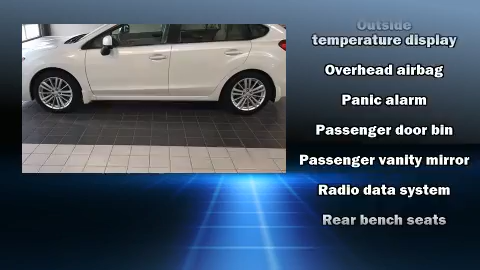 Outside
temperature display
Overhead airbag
Panic alarm
Passenger door bin
Passenger vanity mirror
Radio data system
Rear bench seats